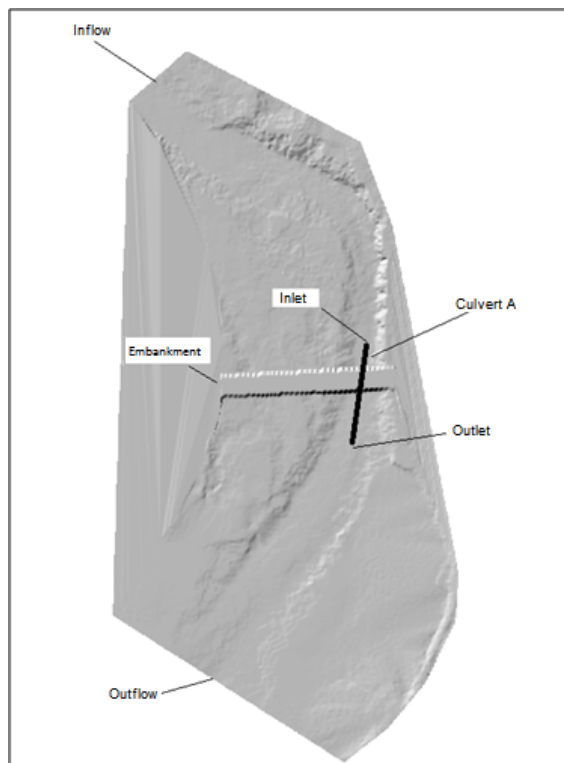 Inflow
Inlet
Culvert A
Embankment
Outlet
Outflow